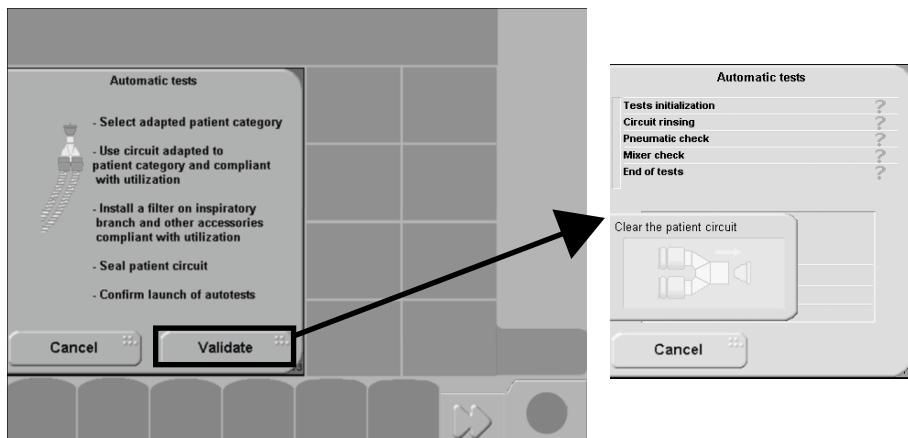 Automatic tests
- Select adapted patient category
- Use circuit adapted to
patient category and compliant
with utilization
- Install a filter on inspiratory
branch and other accessories
compliant with utilization
- Seal patient circuit
- Confirm launch of autotests
Cancel
Validate
Automatic tests
Tests initialization ?
Circuit rinsing ?
Pneumatic check ?
Mixer check ?
End of tests ?
Clear the patient circuit
Cancel